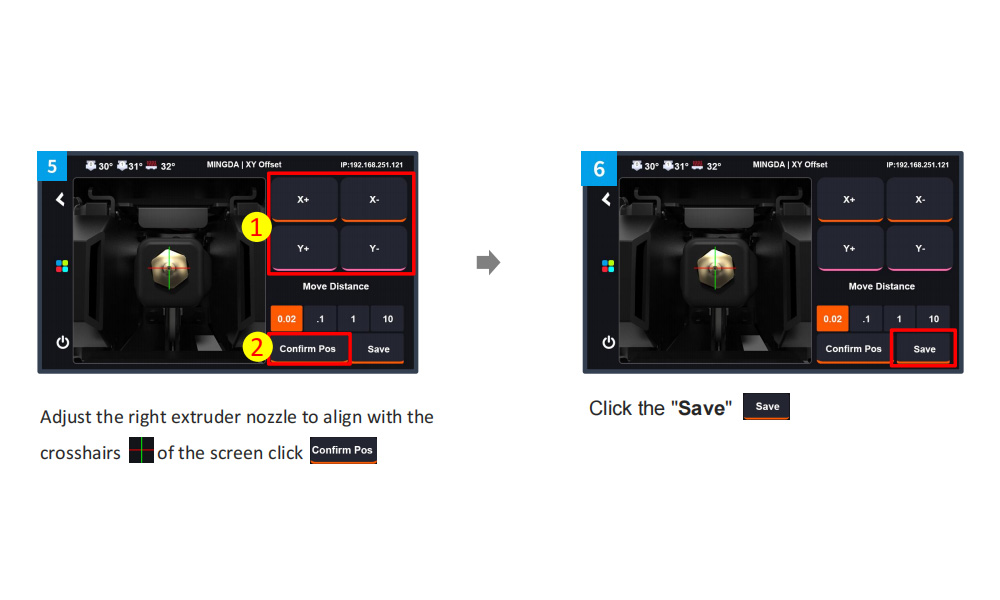 5
30° 31° 32° MINGDA | XY Offset IP:192.168.251.121
X+ X-
1
Y+ Y-
Move Distance
0.02 .1 1 10
2
Confirm Pos Save
Adjust the right extruder nozzle to align with the
crosshairs of the screen click Confirm Pos
6
30° 31° 32° MINGDA | XY Offset IP:192.168.251.121
X+ X-
Y+ Y-
Move Distance
0.02 .1 1 10
Confirm Pos Save
Click the "Save" Save